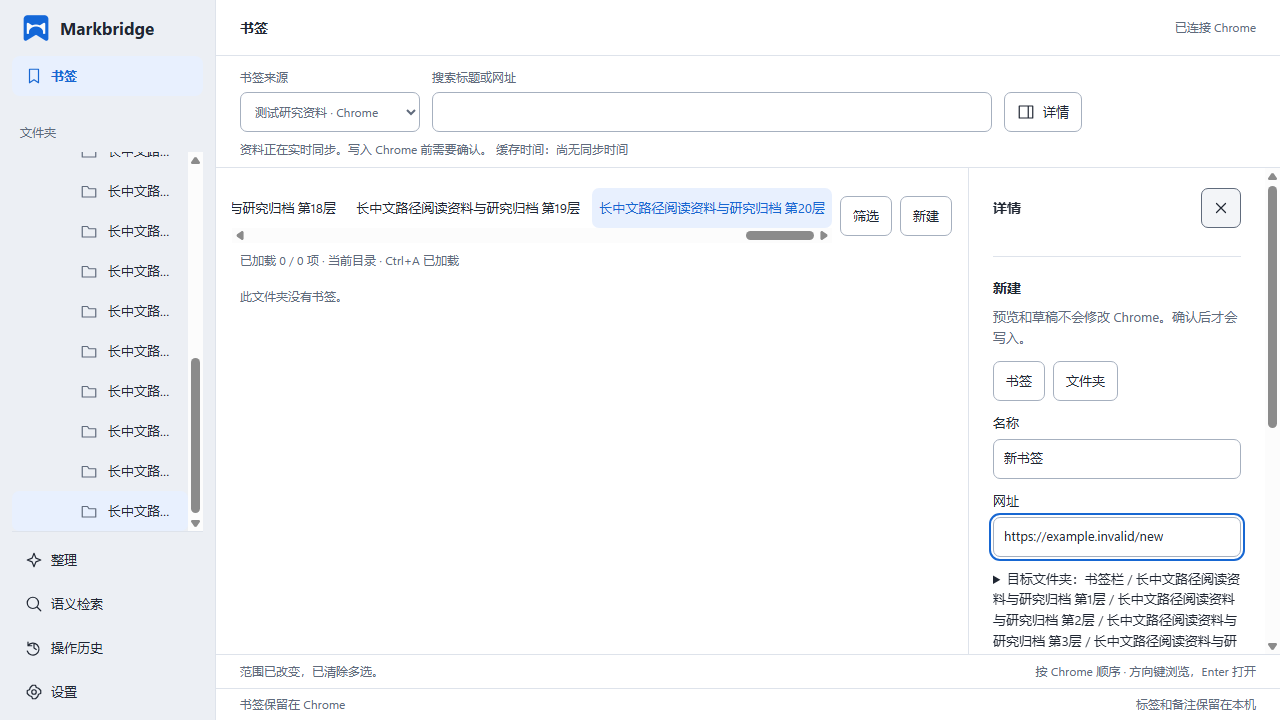 Markbridge
书签
文件夹
长中文路...
长中文路...
长中文路...
长中文路...
长中文路...
长中文路...
长中文路...
长中文路...
长中文路...
长中文路...
整理
语义检索
操作历史
设置
书签
已连接 Chrome
书签来源
搜索标题或网址
测试研究资料 · Chrome
详情
资料正在实时同步。写入 Chrome 前需要确认。 缓存时间：尚无同步时间
与研究归档 第18层
长中文路径阅读资料与研究归档 第19层
长中文路径阅读资料与研究归档 第20层
筛选
新建
已加载 0 / 0 项 · 当前目录 · Ctrl+A 已加载
此文件夹没有书签。
详情
新建
预览和草稿不会修改 Chrome。确认后才会
写入。
书签
文件夹
名称
新书签
网址
https://example.invalid/new
目标文件夹：书签栏 / 长中文路径阅读资
料与研究归档 第1层 / 长中文路径阅读资料
与研究归档 第2层 / 长中文路径阅读资料与
研究归档 第3层 / 长中文路径阅读资料与研
范围已改变，已清除多选。
按 Chrome 顺序 · 方向键浏览，Enter 打开
书签保留在 Chrome
标签和备注保留在本机